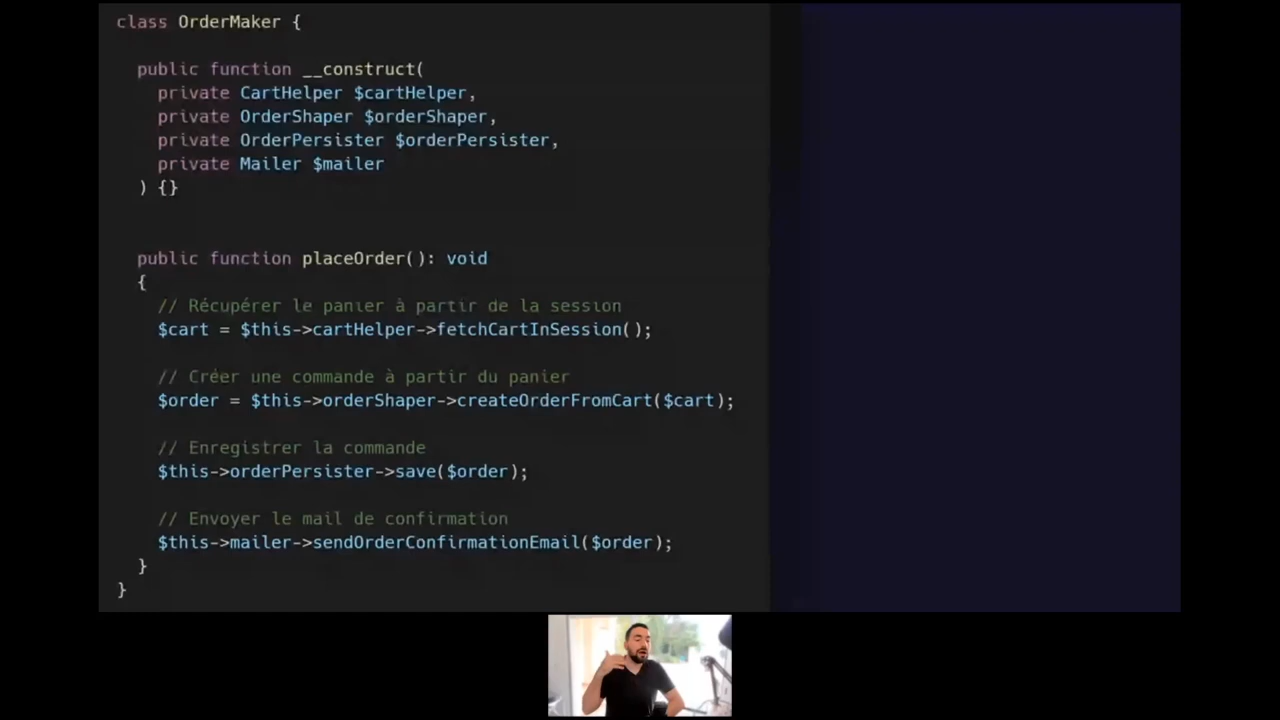 class OrderMaker {
public function __construct(
private CartHelper $cartHelper,
private OrderShaper $orderShaper,
private OrderPersister $orderPersister,
private Mailer $mailer
) {}
public function placeOrder(): void
{
// Récupérer le panier à partir de la session
$cart = $this->cartHelper->fetchCartInSession();
// Créer une commande à partir du panier
$order = $this->orderShaper->createOrderFromCart($cart);
// Enregistrer la commande
$this->orderPersister->save($order);
// Envoyer le mail de confirmation
$this->mailer->sendOrderConfirmationEmail($order);
}
}